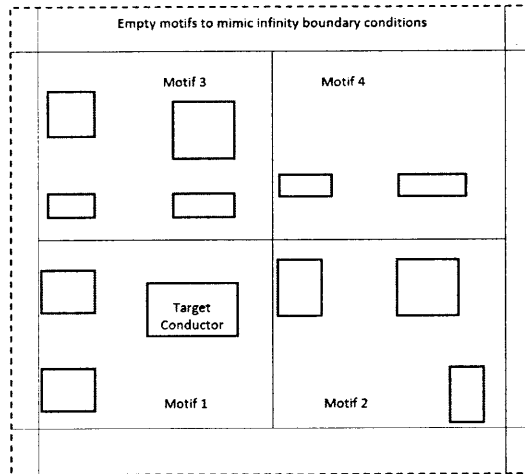 Empty motifs to mimic infinity boundary conditions
Motif 3
Motif 4
Target
Conductor
Motif 1
Motif 2